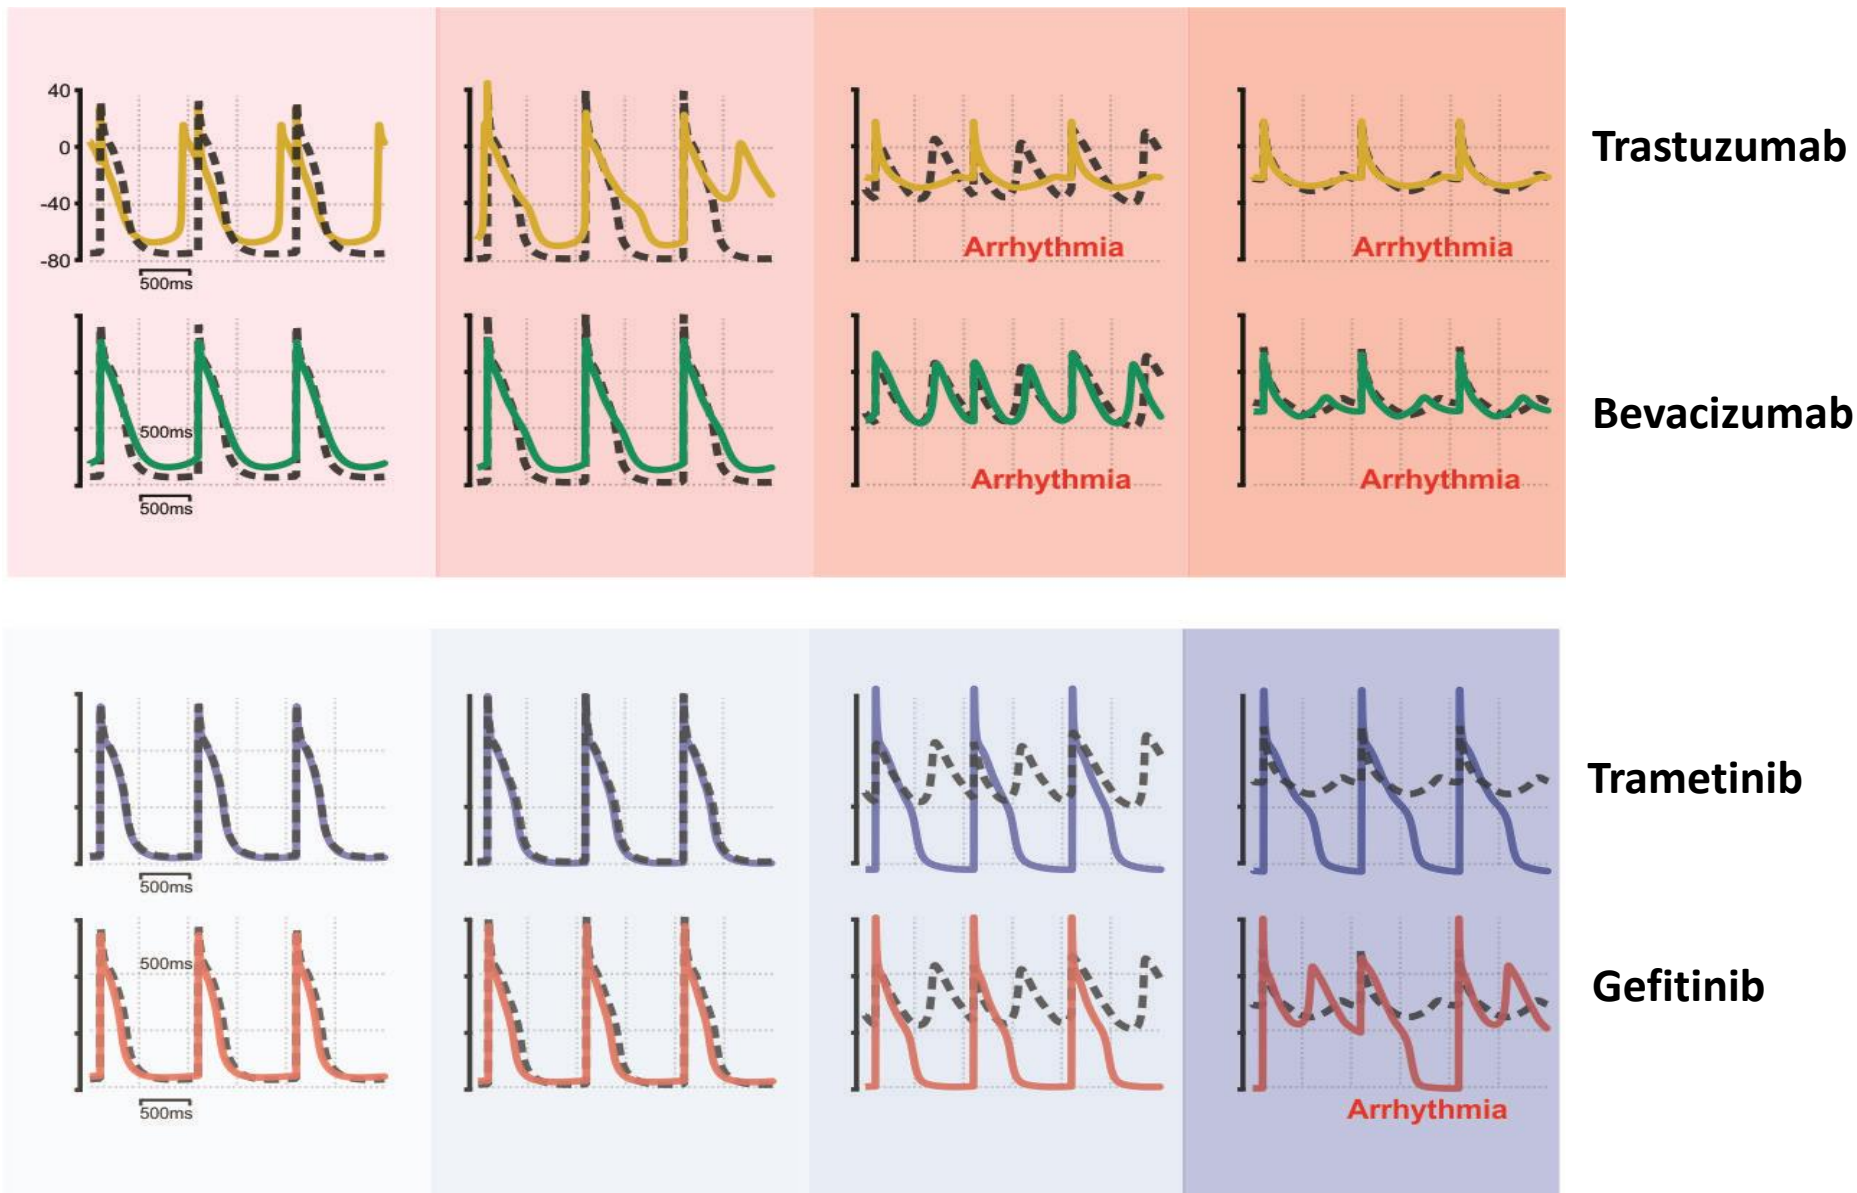 40
0
-40
-80
500ms
Arrhythmia
Arrhythmia
Trastuzumab
500ms
500ms
Arrhythmia
Arrhythmia
Bevacizumab
500ms
Trametinib
500ms
500ms
Arrhythmia
Gefitinib